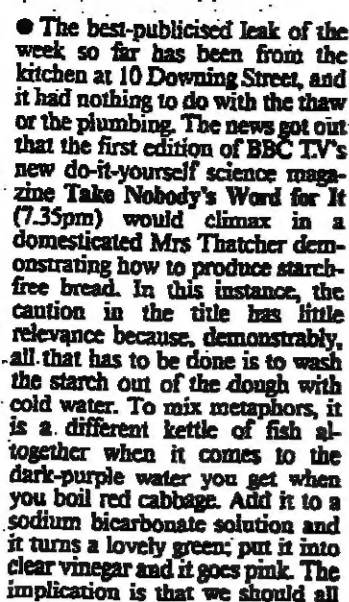 ● The best-publicised leak of the
week so far has been from the
kitchen at 10 Downing Street, and
it had nothing to do with the thaw
or the plumbing. The news got out
that the first edition of BBC TV's
new do-it-yourself science maga-
zine Take Nobody's Word for It
(7.35pm) would climax in a
domesticated Mrs Thatcher dem-
onstrating how to produce starch-
free bread. In this instance, the
caution in the title has little
relevance because, demonstrably,
all that has to be done is to wash
the starch out of the dough with
cold water. To mix metaphors, it
is a different kettle of fish al-
together when it comes to the
dark-purple water you get when
you boil red cabbage. Add it to a
sodium bicarbonate solution and
it turns a lovely green; put it into
clear vinegar and it goes pink. The
implication is that we should all